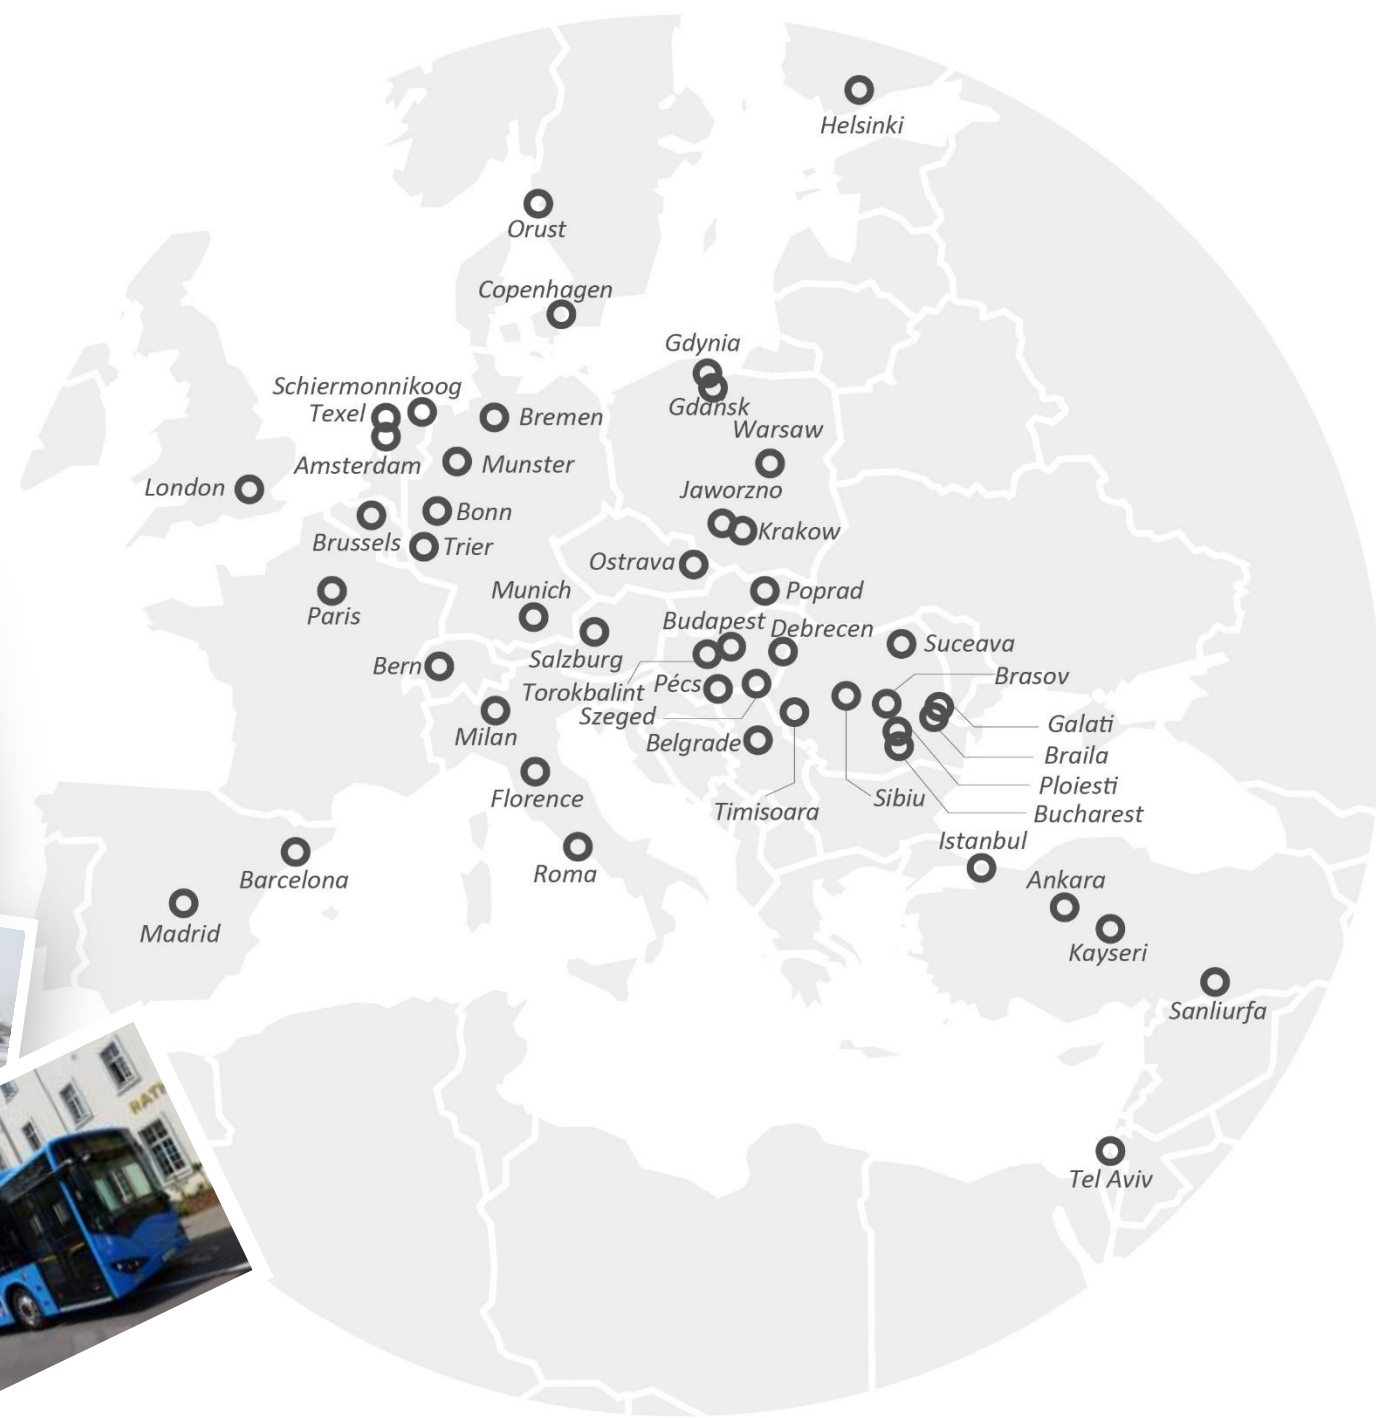 Helsinki
Orust
Copenhagen
Gdynia
Schiermonnikoog
Gdańsk
Texel
Bremen
Warsaw
Amsterdam
Munster
London
Jaworzno
Bonn
Krakow
Brussels
Trier
Ostrava
Munich
Poprad
Paris
Budapest
Debrecen
Suceava
Salzburg
Bern
Brasov
Torokbalint
Pécs
Szeged
Galati
Milan
Belgrade
Braila
Ploiesti
Florence
Sibiu
Timisoara
Bucharest
Istanbul
Roma
Barcelona
Ankara
Madrid
Kayseri
Sanliurfa
RAT
Tel Aviv